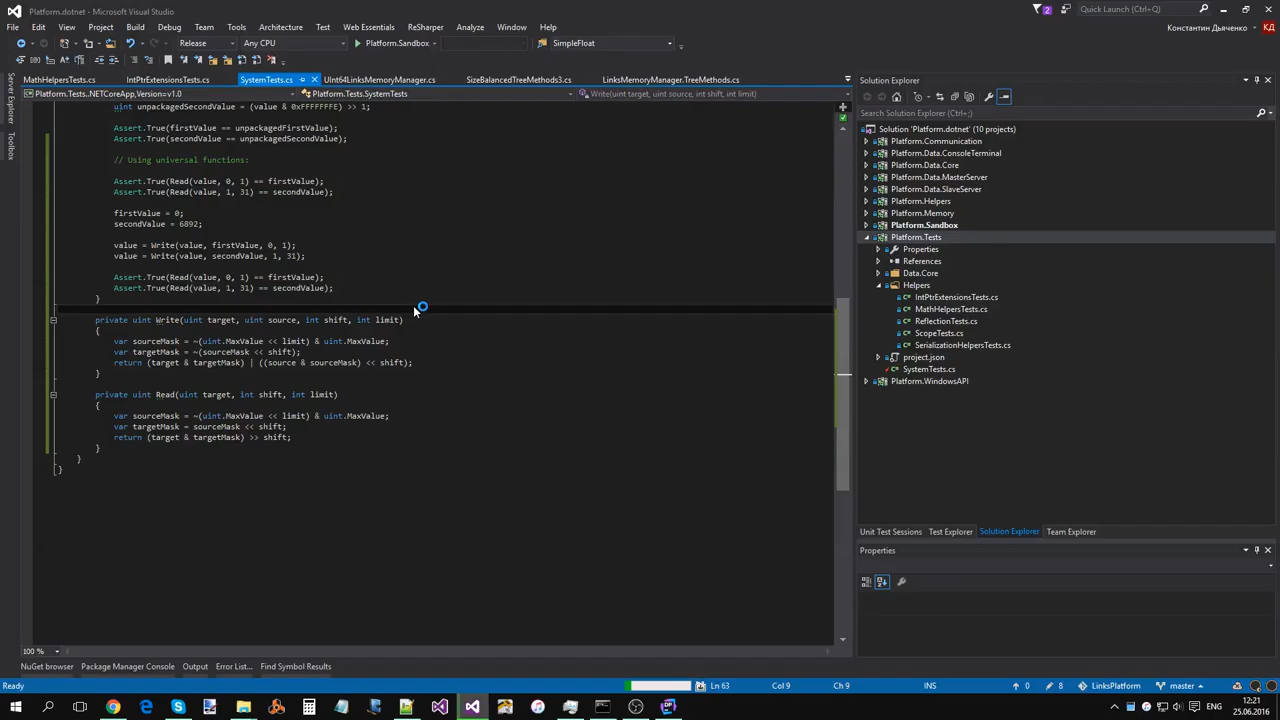 Platform.dotnet - Microsoft Visual Studio
2
Quick Launch (Ctrl+Q)
File Edit View Project Build Debug Team Tools Architecture Test Web Essentials ReSharper Analyze Window Help
Константин Дьяченко КД
Release Any CPU Platform.Sandbox SimpleFloat
MathHelpersTests.cs IntPtrExtensionsTests.cs SystemTests.cs UInt64LinksMemoryManager.cs SizeBalancedTreeMethods3.cs LinksMemoryManager.TreeMethods.cs
Platform.Tests..NETCoreApp,Version=v1.0 Platform.Tests.SystemTests Write(uint target, uint source, int shift, int limit)
Server Explorer
Toolbox
uint unpackagedSecondValue = (value & 0xFFFFFFFE) >> 1;
Assert.True(firstValue == unpackagedFirstValue);
Assert.True(secondValue == unpackagedSecondValue);
// Using universal functions:
Assert.True(Read(value, 0, 1) == firstValue);
Assert.True(Read(value, 1, 31) == secondValue);
firstValue = 0;
secondValue = 6892;
value = Write(value, firstValue, 0, 1);
value = Write(value, secondValue, 1, 31);
Assert.True(Read(value, 0, 1) == firstValue);
Assert.True(Read(value, 1, 31) == secondValue);
}
private uint Write(uint target, uint source, int shift, int limit)
{
var sourceMask = ~(uint.MaxValue << limit) & uint.MaxValue;
var targetMask = ~(sourceMask << shift);
return (target & targetMask) | ((source & sourceMask) << shift);
}
private uint Read(uint target, int shift, int limit)
{
var sourceMask = ~(uint.MaxValue << limit) & uint.MaxValue;
var targetMask = sourceMask << shift;
return (target & targetMask) >> shift;
}
}
}
100 %
Solution Explorer
Search Solution Explorer (Ctrl+;)
Solution 'Platform.dotnet' (10 projects)
Platform.Communication
Platform.Data.ConsoleTerminal
Platform.Data.Core
Platform.Data.MasterServer
Platform.Data.SlaveServer
Platform.Helpers
Platform.Memory
Platform.Sandbox
Platform.Tests
Properties
References
Data.Core
Helpers
IntPtrExtensionsTests.cs
MathHelpersTests.cs
ReflectionTests.cs
ScopeTests.cs
SerializationHelpersTests.cs
project.json
SystemTests.cs
Platform.WindowsAPI
Unit Test Sessions Test Explorer Solution Explorer Team Explorer
Properties
NuGet browser Package Manager Console Output Error List... Find Symbol Results
Ready Ln 63 Col 9 Ch 9 INS 0 8 LinksPlatform master
ENG 12:21
25.06.2016